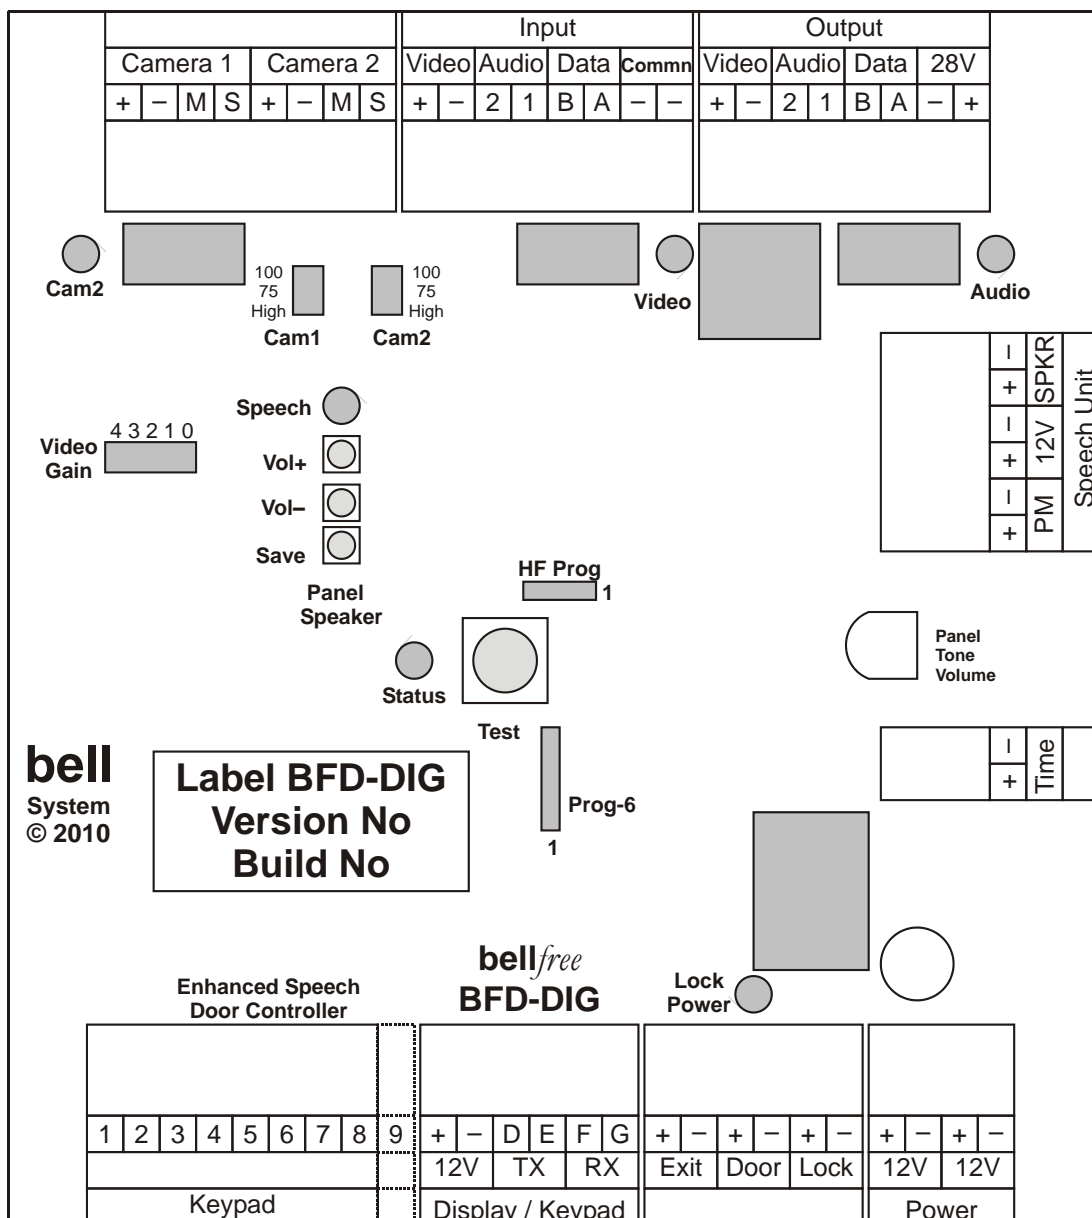 Input
Output
Camera 1 Camera 2
Video Audio Data Commn
Video Audio Data 28V
+ − M S + − M S
+ − 2 1 B A − −
+ − 2 1 B A − +
Cam2
100
75
High
Cam1
100
75
High
Cam2
Video
Audio
− + − + − +
SPKR
12V
PM
Speech Unit
Speech
4 3 2 1 0
Video
Gain
Vol+
Vol−
Save
Panel
Speaker
HF Prog
1
Status
Test
Panel
Tone
Volume
− +
Time
bell
System
© 2010
Label BFD-DIG
Version No
Build No
Prog-6
1
bellfree
BFD-DIG
Enhanced Speech
Door Controller
Lock
Power
1 2 3 4 5 6 7 8 9
+ − D E F G
+ − + − + −
+ − + −
12V TX RX
Exit Door Lock
12V 12V
Keypad
Display / Keypad
Power